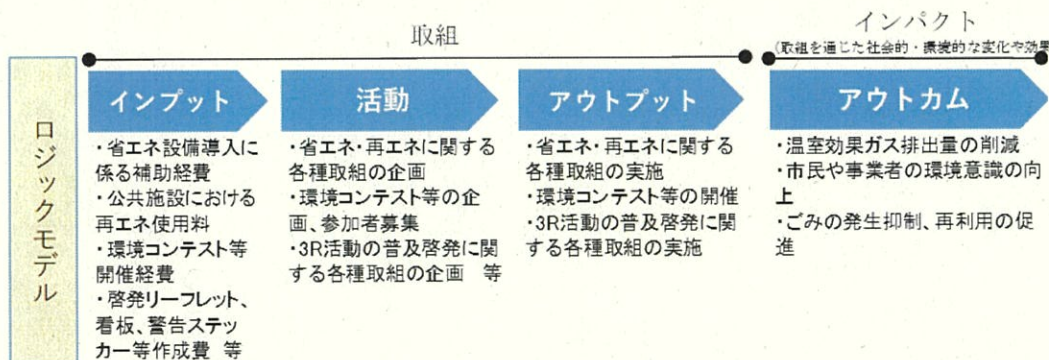 取組
インパクト
(取組を通じた社会的・環境的な変化や効果
ロジックモデル
インプット
・省エネ設備導入に
係る補助経費
・公共施設における
再エネ使用料
・環境コンテスト等
開催経費
・啓発リーフレット、
看板、警告ステッ
カー等作成費 等
活動
・省エネ・再エネに関する
各種取組の企画
・環境コンテスト等の企
画、参加者募集
・3R活動の普及啓発に関
する各種取組の企画 等
アウトプット
・省エネ・再エネに関する
各種取組の実施
・環境コンテスト等の開催
・3R活動の普及啓発に関
する各種取組の実施
アウトカム
・温室効果ガス排出量の削減
・市民や事業者の環境意識の向
上
・ごみの発生抑制、再利用の促
進